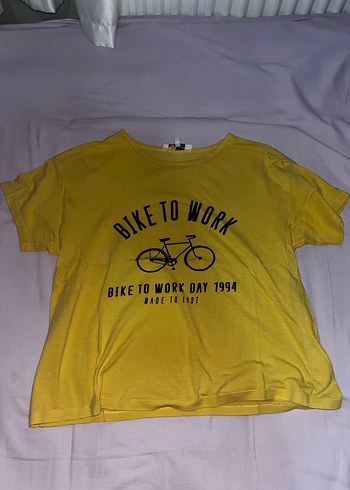 BIKE TO WORK
BIKE TO WORK DAY 1994
MADE TO LAST